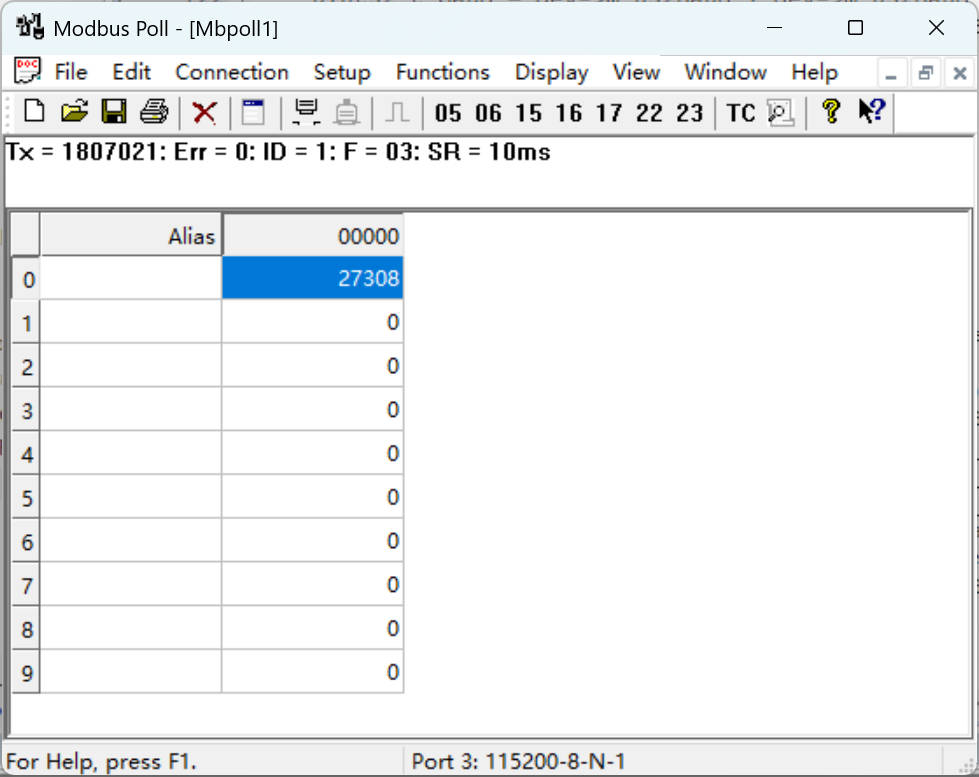 Modbus Poll - [Mbpoll1]
DOC File Edit Connection Setup Functions Display View Window Help
05 06 15 16 17 22 23 TC
Tx = 1807021: Err = 0: ID = 1: F = 03: SR = 10ms
Alias 00000
0 27308
1 0
2 0
3 0
4 0
5 0
6 0
7 0
8 0
9 0
For Help, press F1. Port 3: 115200-8-N-1